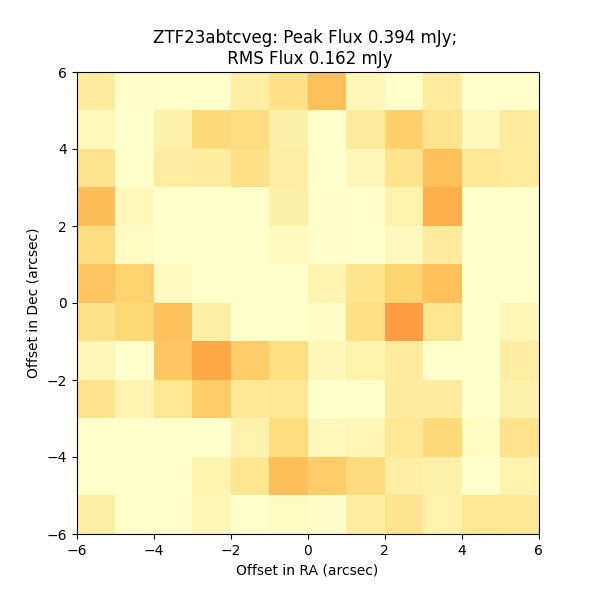 ZTF23abtcveg: Peak Flux 0.394 mJy;
RMS Flux 0.162 mJy
6
4
2
0
−2
−4
−6
Offset in Dec (arcsec)
−6 −4 −2 0 2 4 6
Offset in RA (arcsec)